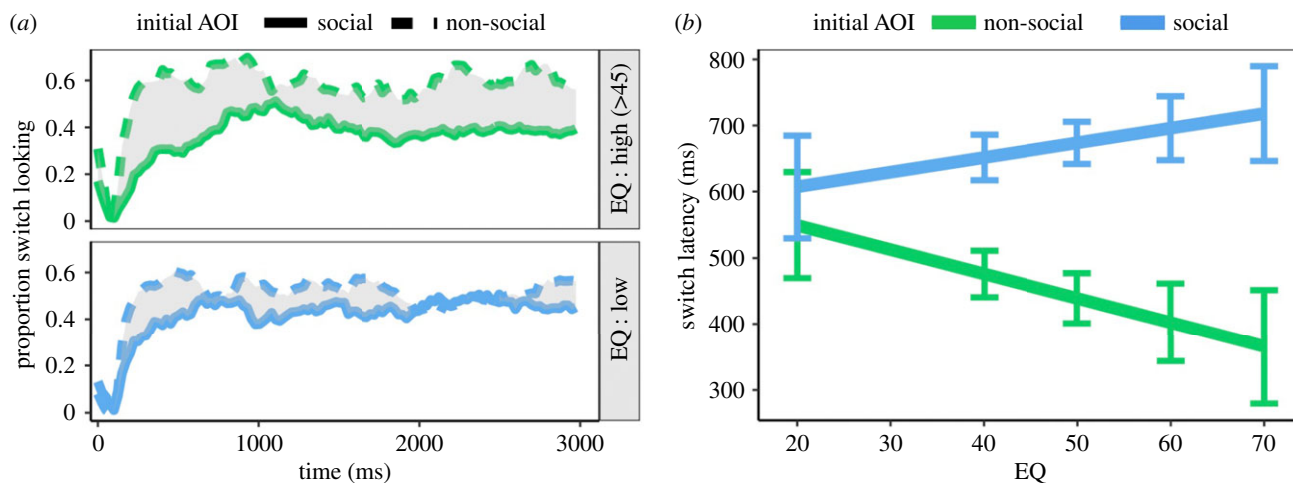 (a) initial AOI social non-social
proportion switch looking
0.6
0.4
0.2
0
EQ : high (>45)
0.6
0.4
0.2
0
EQ : low
0 1000 2000 3000
time (ms)
(b) initial AOI non-social social
switch latency (ms)
800
700
600
500
400
300
20 30 40 50 60 70
EQ